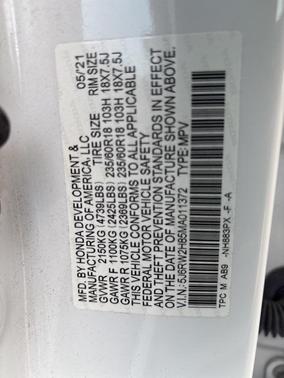 MFD. BY HONDA DEVELOPMENT & 05/21
MANUFACTURING OF AMERICA, LLC
TIRE SIZE RIM SIZE
GVWR 2150KG (4739LBS)
GAWR F 1100KG (2425LBS) 235/60R18 103H 18X7.5J
GAWR R 1075KG (2369LBS) 235/60R18 103H 18X7.5J
THIS VEHICLE CONFORMS TO ALL APPLICABLE
FEDERAL MOTOR VEHICLE SAFETY
AND THEFT PREVENTION STANDARDS IN EFFECT
ON THE DATE OF MANUFACTURE SHOWN ABOVE.
V.I.N: 5J6RW2H85MA011372 TYPE:MPV
NH883PX -F -A
TPC M AB9